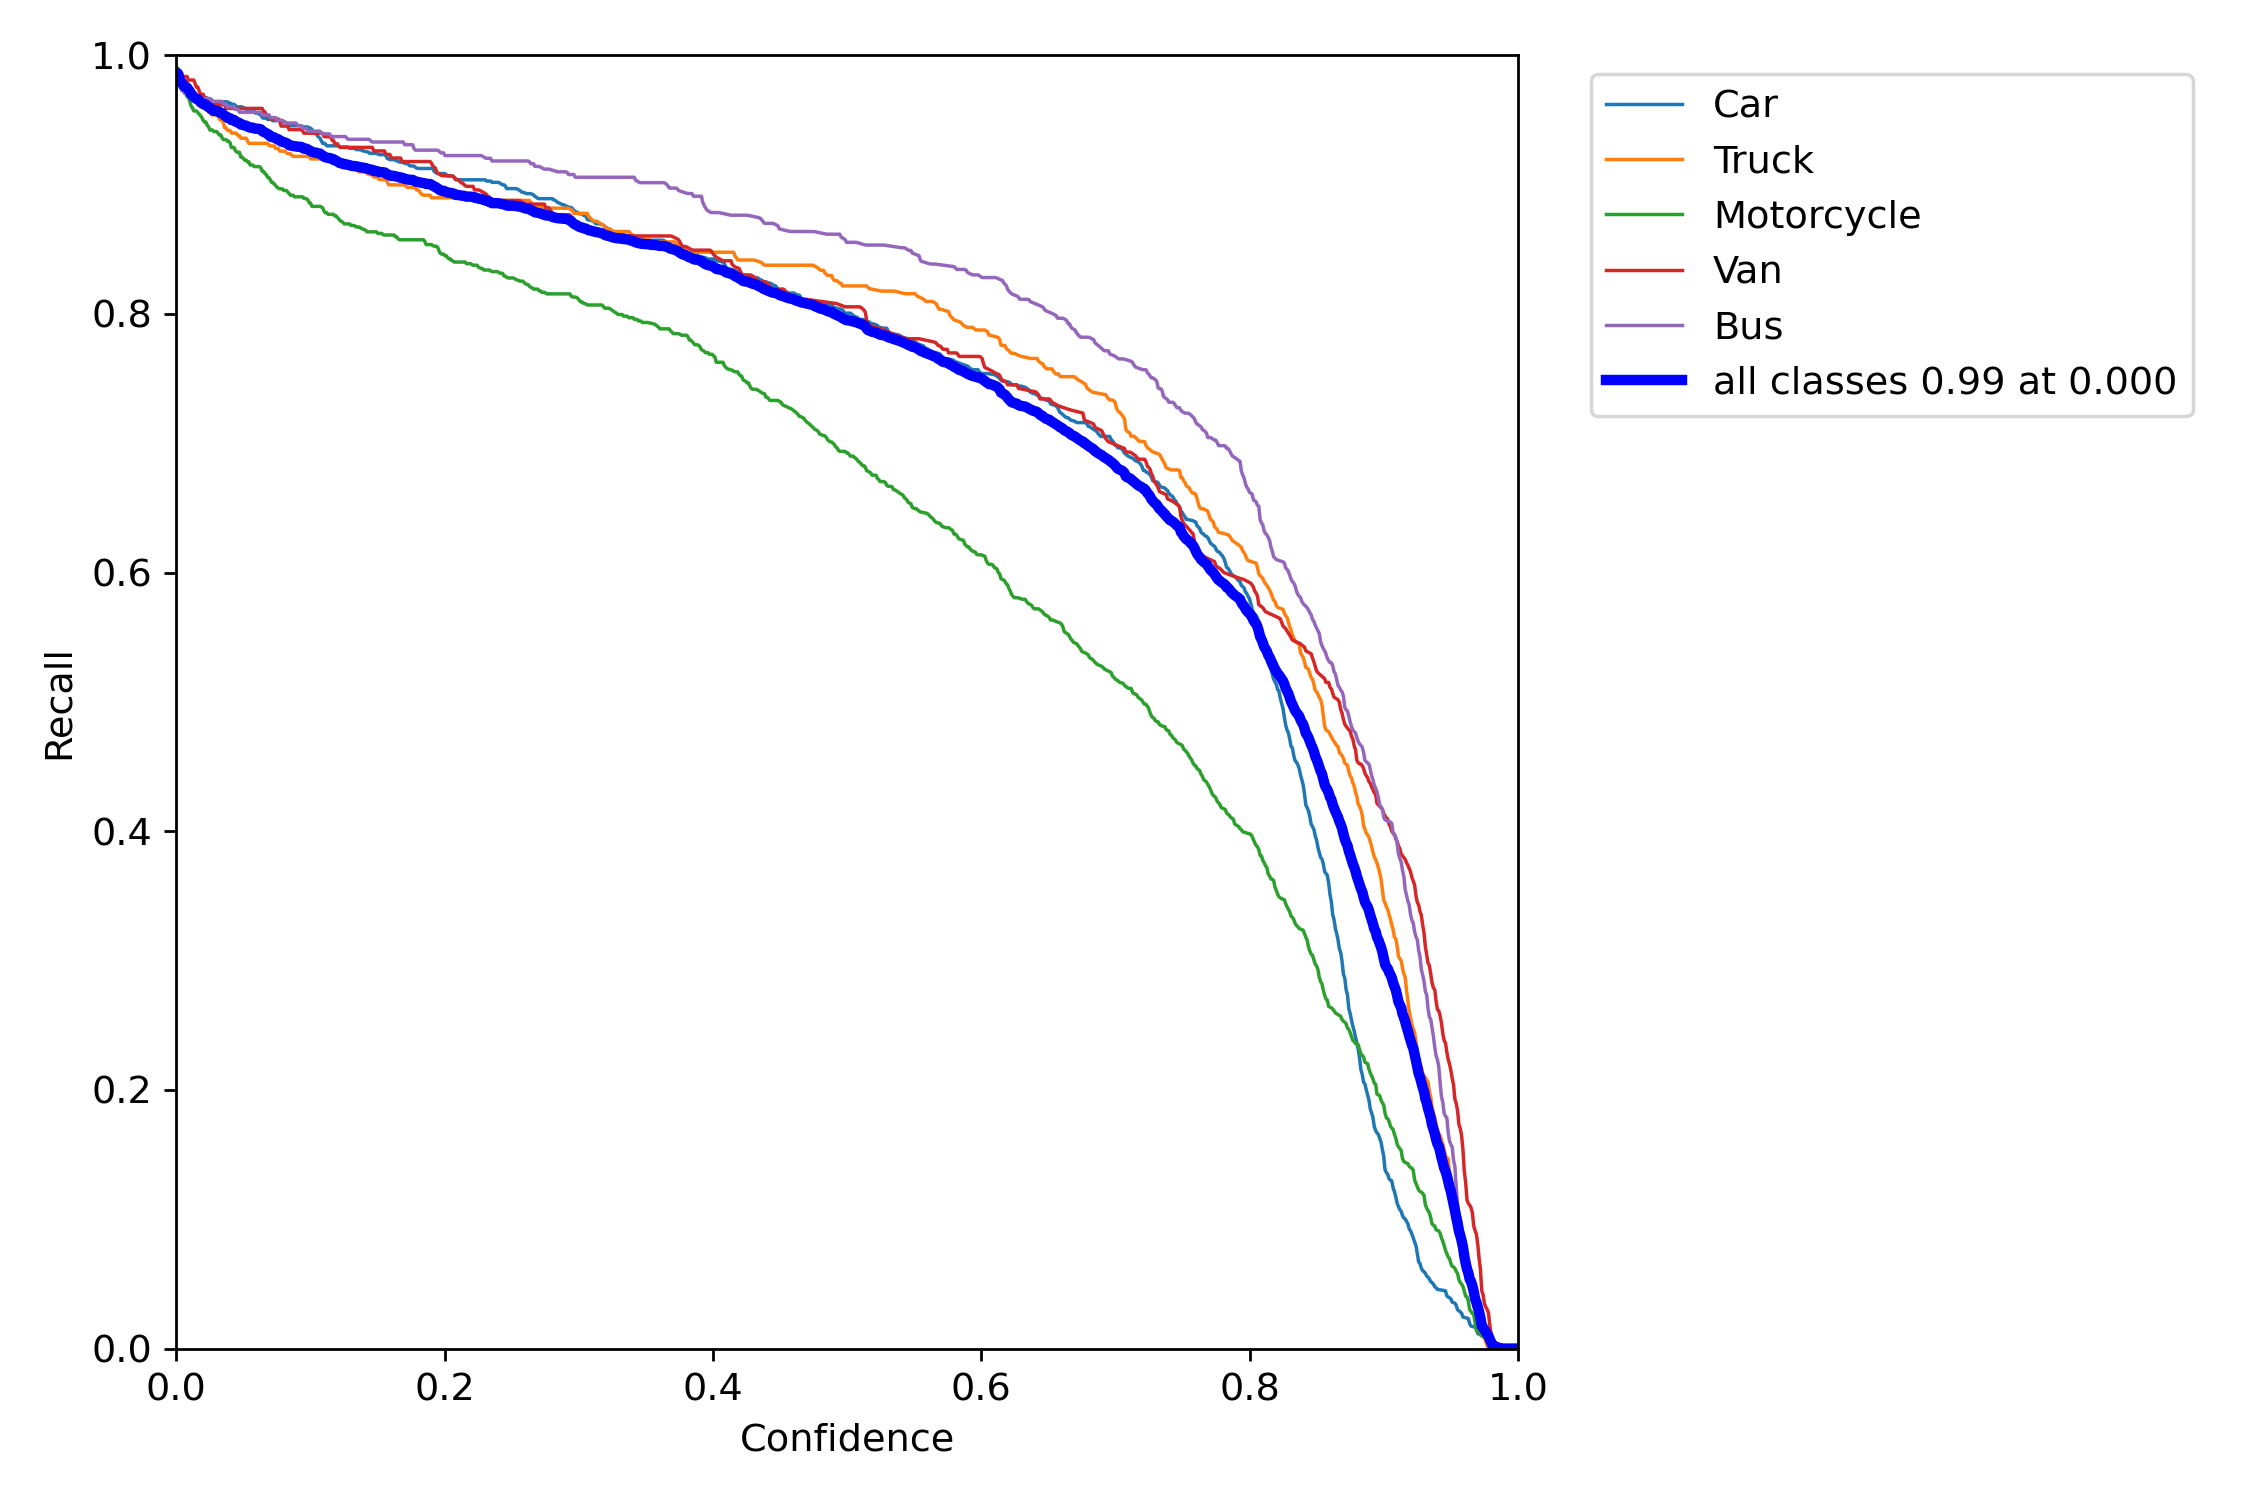 1.0
0.8
0.6
0.4
0.2
0.0
Recall
0.0 0.2 0.4 0.6 0.8 1.0
Confidence
Car
Truck
Motorcycle
Van
Bus
all classes 0.99 at 0.000